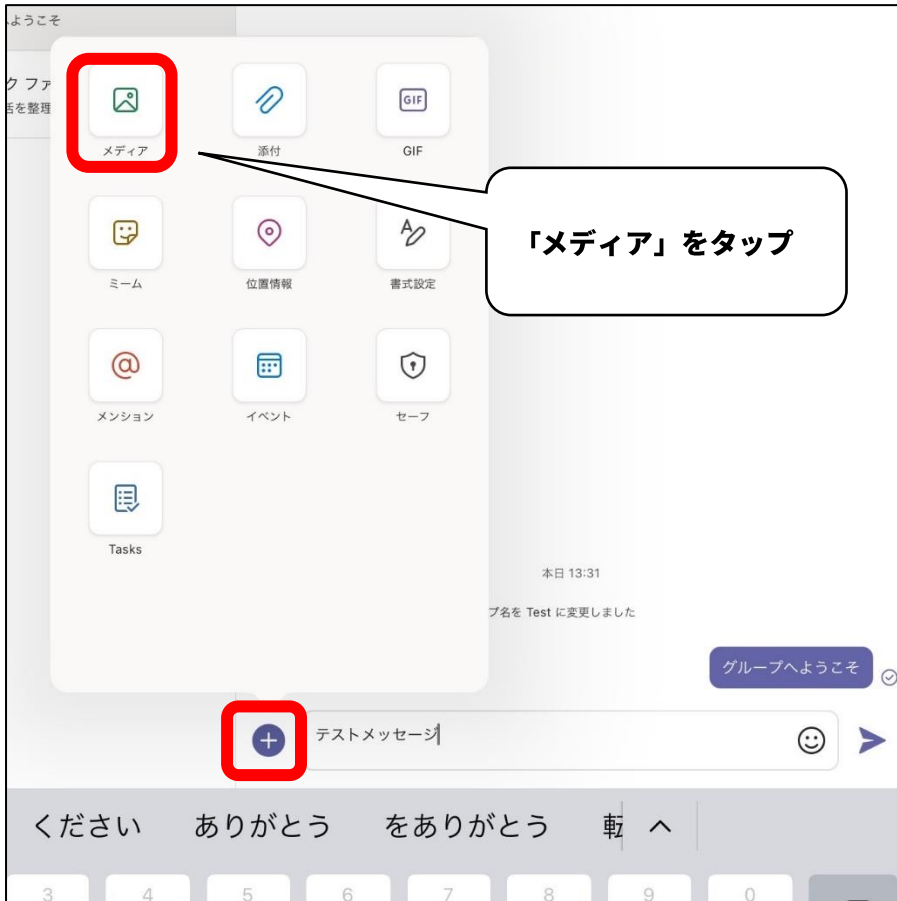 ようこそ
ク ファ
活を整理
メディア
添付
GIF
GIF
「メディア」をタップ
ミーム
位置情報
書式設定
メンション
イベント
セーフ
Tasks
本日 13:31
プ名を Test に変更しました
グループへようこそ
テストメッセージ
ください ありがとう をありがとう 転
3 4 5 6 7 8 9 0